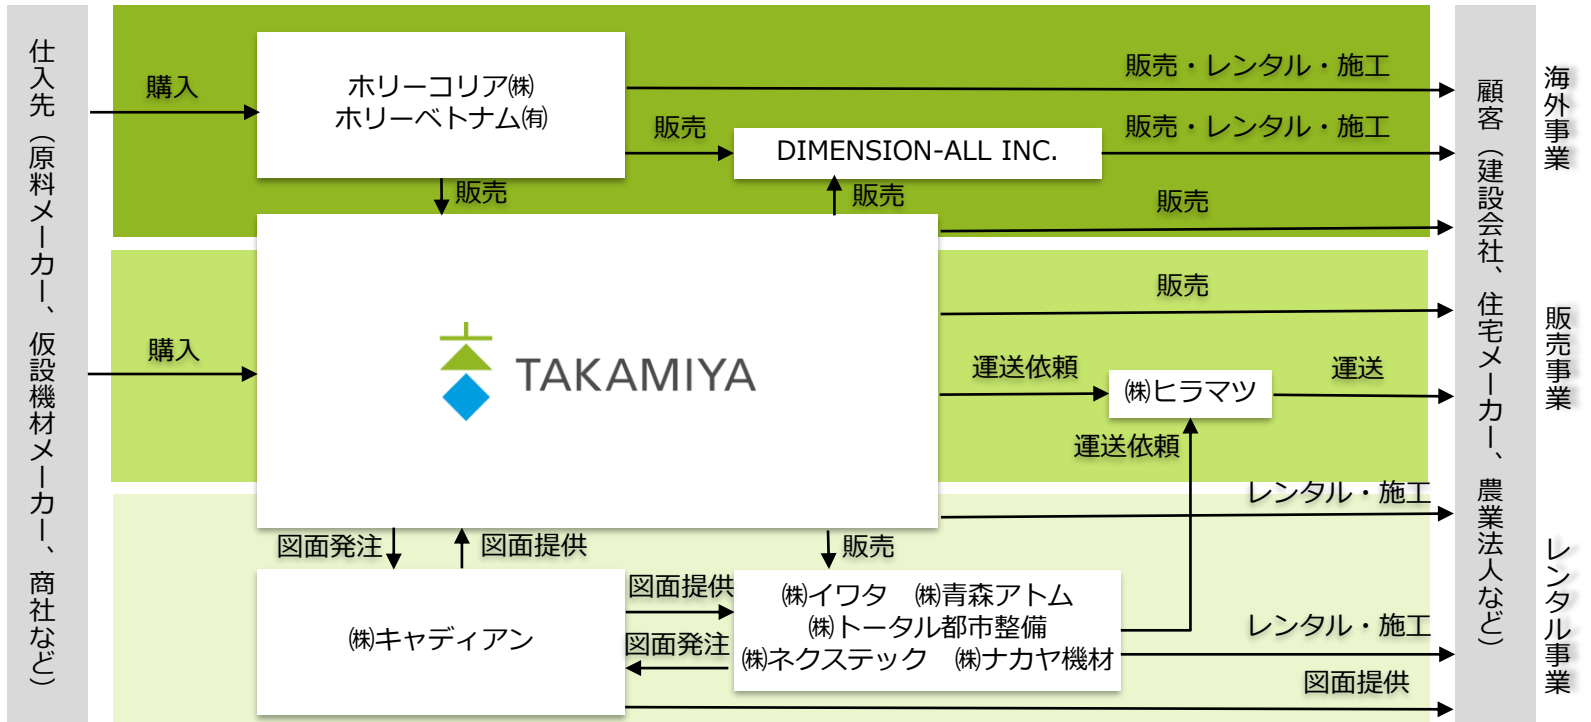 仕入先（原料メーカー、仮設機材メーカー、商社など）
購入
ホリーコリア㈱
ホリーベトナム㈲
販売・レンタル・施工
販売
DIMENSION-ALL INC.
販売・レンタル・施工
販売
販売
販売
海外事業
購入
TAKAMIYA
販売
運送依頼
㈱ヒラマツ
運送
運送依頼
販売事業
レンタル・施工
図面発注
図面提供
販売
㈱キャディアン
図面提供
図面発注
㈱イワタ　㈱青森アトム
㈱トータル都市整備
㈱ネクステック　㈱ナカヤ機材
レンタル・施工
図面提供
レンタル事業
顧客（建設会社、住宅メーカー、農業法人など）